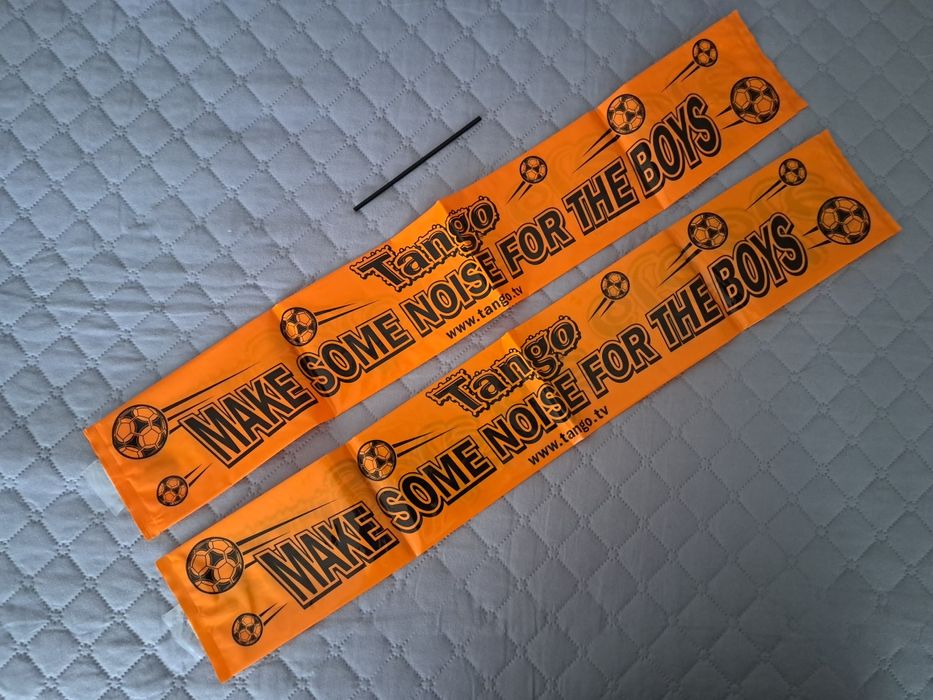 Tango
MAKE SOME NOISE FOR THE BOYS
www.tango.tv
Tango
MAKE SOME NOISE FOR THE BOYS
www.tango.tv